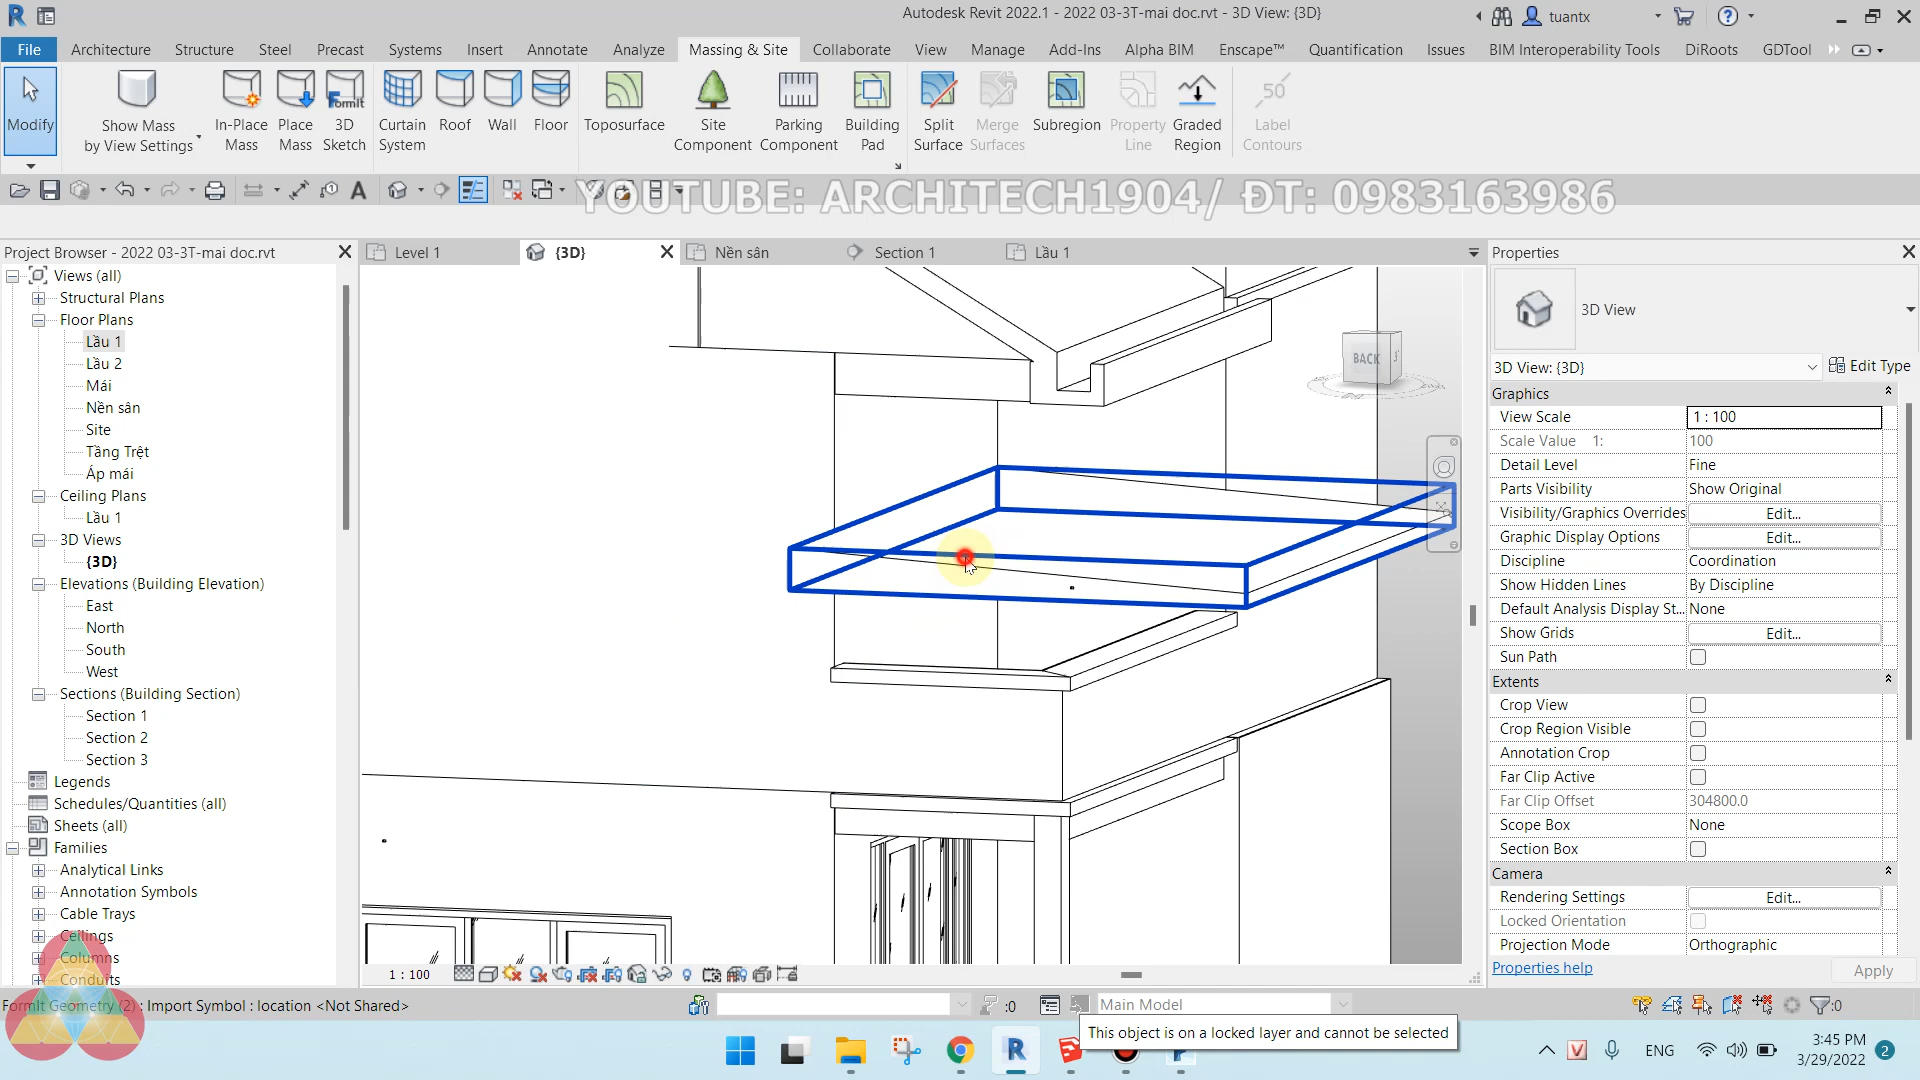 Autodesk Revit 2022.1 - 2022 03-3T-mai doc.rvt - 3D View: {3D}
tuantx
File Architecture Structure Steel Precast Systems Insert Annotate Analyze Massing & Site Collaborate View Manage Add-Ins Alpha BIM Enscape™ Quantification Issues BIM Interoperability Tools DiRoots GDTool
Modify
Show Mass by View Settings
In-Place Mass
Place Mass
FormIt
3D Sketch
Curtain System
Roof
Wall
Floor
Toposurface
Site Component
Parking Component
Building Pad
Split Surface
Merge Surfaces
Subregion
Property Line
Graded Region
50
Label Contours
YOUTUBE: ARCHITECH1904/ ĐT: 0983163986
Project Browser - 2022 03-3T-mai doc.rvt
Level 1
{3D}
Nền sân
Section 1
Lầu 1
Properties
Views (all)
Structural Plans
Floor Plans
Lầu 1
Lầu 2
Mái
Nền sân
Site
Tầng Trệt
Áp mái
Ceiling Plans
Lầu 1
3D Views
{3D}
Elevations (Building Elevation)
East
North
South
West
Sections (Building Section)
Section 1
Section 2
Section 3
Legends
Schedules/Quantities (all)
Sheets (all)
Families
Analytical Links
Annotation Symbols
Cable Trays
Ceilings
Columns
Conduits
BACK
3D View
3D View: {3D}
Edit Type
Graphics
View Scale 1 : 100
Scale Value 1: 100
Detail Level Fine
Parts Visibility Show Original
Visibility/Graphics Overrides Edit...
Graphic Display Options Edit...
Discipline Coordination
Show Hidden Lines By Discipline
Default Analysis Display St... None
Show Grids Edit...
Sun Path
Extents
Crop View
Crop Region Visible
Annotation Crop
Far Clip Active
Far Clip Offset 304800.0
Scope Box None
Section Box
Camera
Rendering Settings Edit...
Locked Orientation
Projection Mode Orthographic
Properties help
Apply
1 : 100
FormIt Geometry (2) : Import Symbol : location <Not Shared>
:0
Main Model
:0
This object is on a locked layer and cannot be selected
ENG
3:45 PM
3/29/2022
2